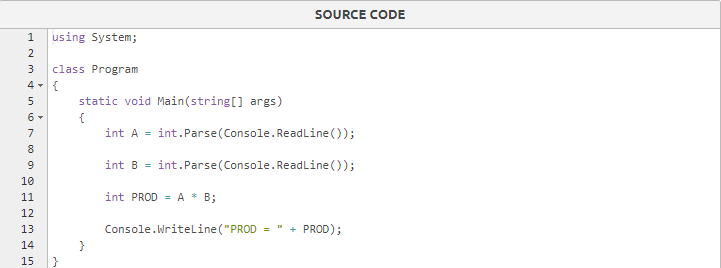 SOURCE CODE
1 using System;
2
3 class Program
4 {
5     static void Main(string[] args)
6     {
7         int A = int.Parse(Console.ReadLine());
8
9         int B = int.Parse(Console.ReadLine());
10
11         int PROD = A * B;
12
13         Console.WriteLine("PROD = " + PROD);
14     }
15 }